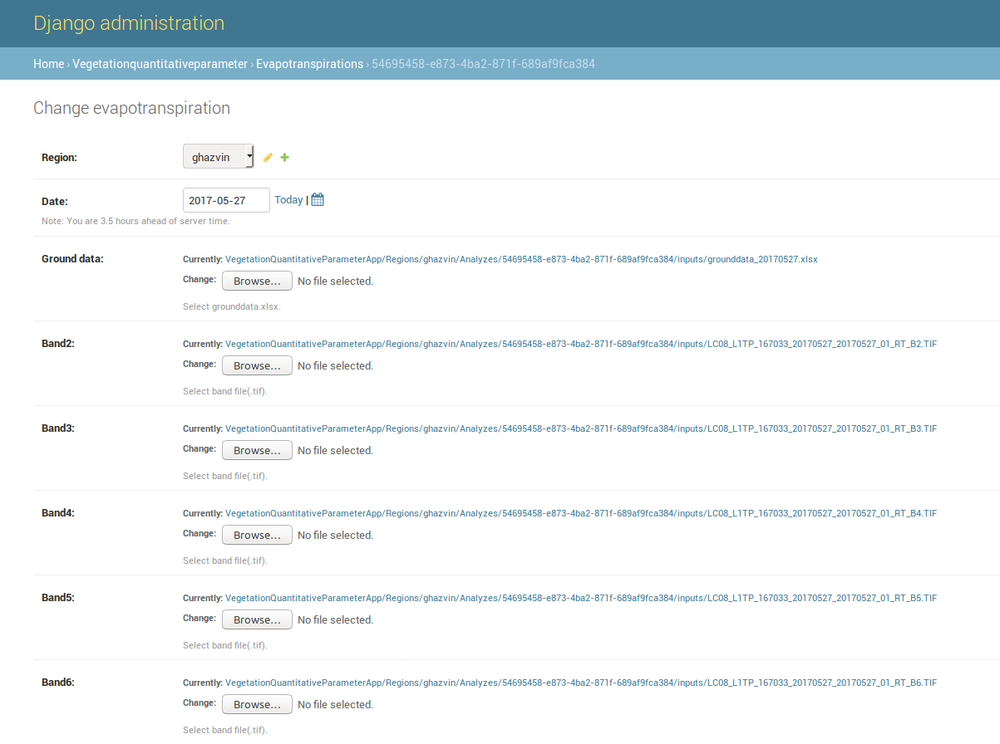 Django administration
Home › Vegetationquantitativeparameter › Evapotranspirations › 54695458-e873-4ba2-871f-689af9fca384
Change evapotranspiration
Region: ghazvin
Date: 2017-05-27 Today |
Note: You are 3.5 hours ahead of server time.
Ground data: Currently: VegetationQuantitativeParameterApp/Regions/ghazvin/Analyzes/54695458-e873-4ba2-871f-689af9fca384/inputs/grounddata_20170527.xlsx
Change: Browse... No file selected.
Select grounddata.xlsx.
Band2: Currently: VegetationQuantitativeParameterApp/Regions/ghazvin/Analyzes/54695458-e873-4ba2-871f-689af9fca384/inputs/LC08_L1TP_167033_20170527_20170527_01_RT_B2.TIF
Change: Browse... No file selected.
Select band file(.tif).
Band3: Currently: VegetationQuantitativeParameterApp/Regions/ghazvin/Analyzes/54695458-e873-4ba2-871f-689af9fca384/inputs/LC08_L1TP_167033_20170527_20170527_01_RT_B3.TIF
Change: Browse... No file selected.
Select band file(.tif).
Band4: Currently: VegetationQuantitativeParameterApp/Regions/ghazvin/Analyzes/54695458-e873-4ba2-871f-689af9fca384/inputs/LC08_L1TP_167033_20170527_20170527_01_RT_B4.TIF
Change: Browse... No file selected.
Select band file(.tif).
Band5: Currently: VegetationQuantitativeParameterApp/Regions/ghazvin/Analyzes/54695458-e873-4ba2-871f-689af9fca384/inputs/LC08_L1TP_167033_20170527_20170527_01_RT_B5.TIF
Change: Browse... No file selected.
Select band file(.tif).
Band6: Currently: VegetationQuantitativeParameterApp/Regions/ghazvin/Analyzes/54695458-e873-4ba2-871f-689af9fca384/inputs/LC08_L1TP_167033_20170527_20170527_01_RT_B6.TIF
Change: Browse... No file selected.
Select band file(.tif).